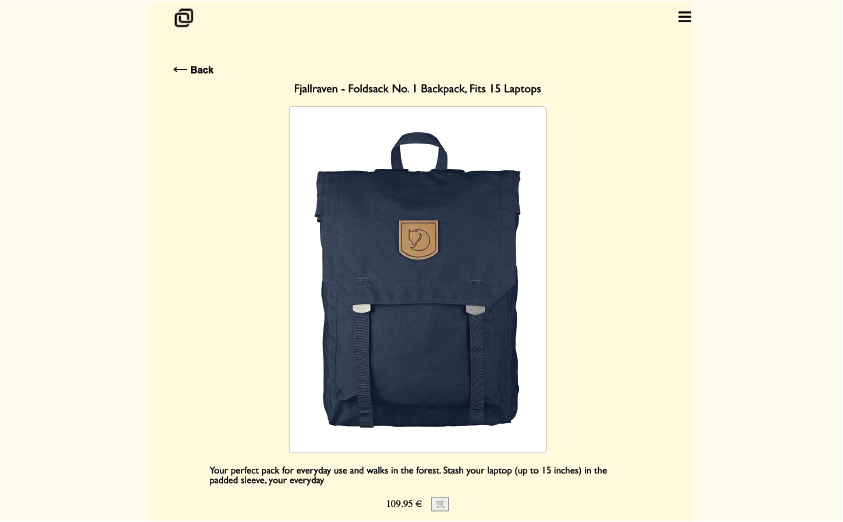 ← Back
Fjallraven - Foldsack No. 1 Backpack, Fits 15 Laptops
Your perfect pack for everyday use and walks in the forest. Stash your laptop (up to 15 inches) in the
padded sleeve, your everyday
109.95 €